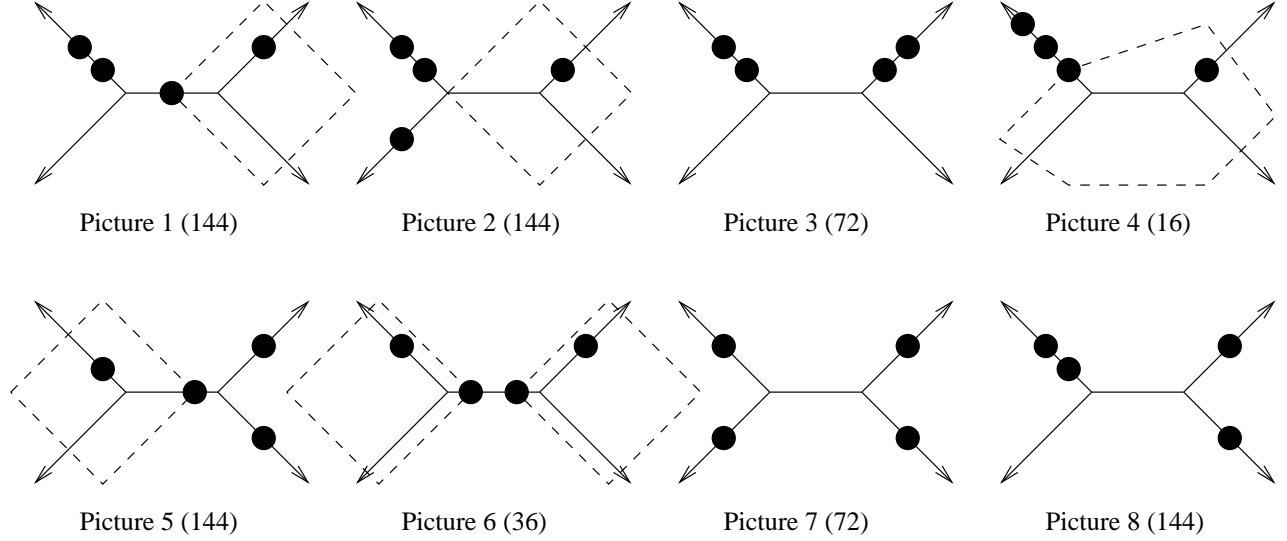 Picture 1 (144)
Picture 2 (144)
Picture 3 (72)
Picture 4 (16)
Picture 5 (144)
Picture 6 (36)
Picture 7 (72)
Picture 8 (144)